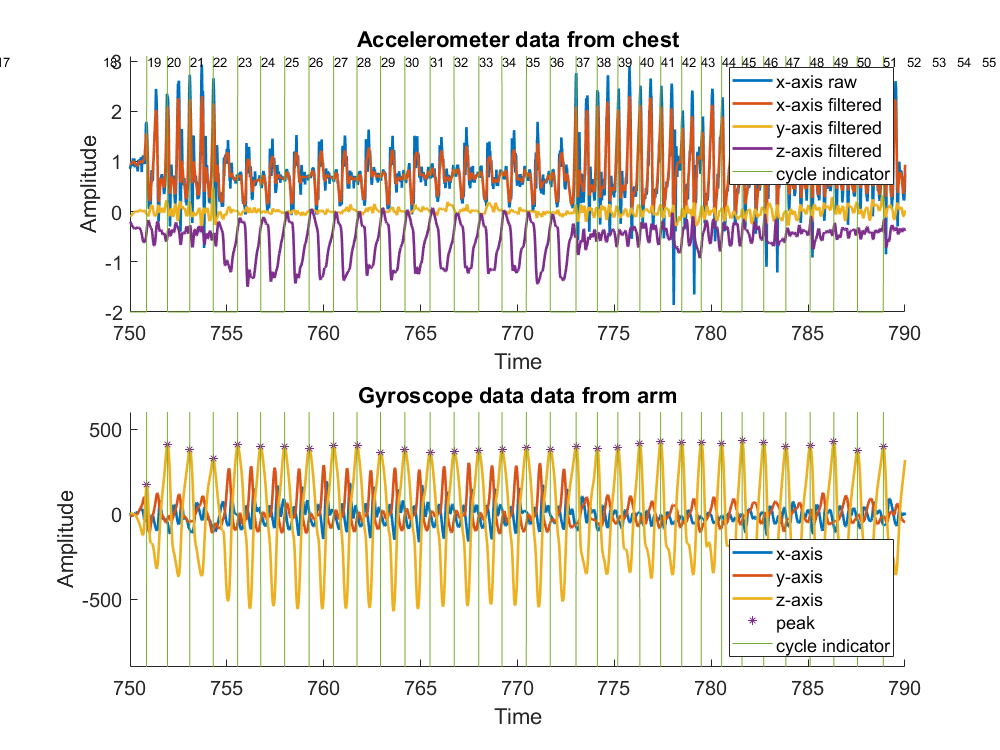 Accelerometer data from chest
17 18 19 20 21 22 23 24 25 26 27 28 29 30 31 32 33 34 35 36 37 38 39 40 41 42 43 44 45 46 47 48 49 50 51 52 53 54 55
3
2
1
0
-1
-2
Amplitude
x-axis raw
x-axis filtered
y-axis filtered
z-axis filtered
cycle indicator
750 755 760 765 770 775 780 785 790
Time
Gyroscope data data from arm
500
0
-500
Amplitude
x-axis
y-axis
z-axis
peak
cycle indicator
750 755 760 765 770 775 780 785 790
Time